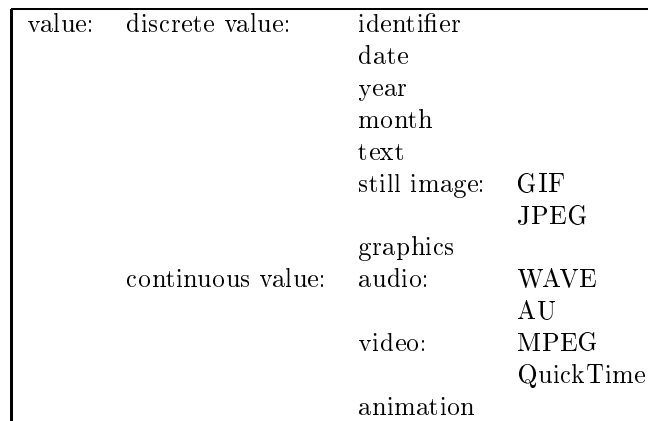 value: discrete value: identifier
date
year
month
text
still image: GIF
JPEG
graphics
continuous value: audio: WAVE
AU
video: MPEG
QuickTime
animation